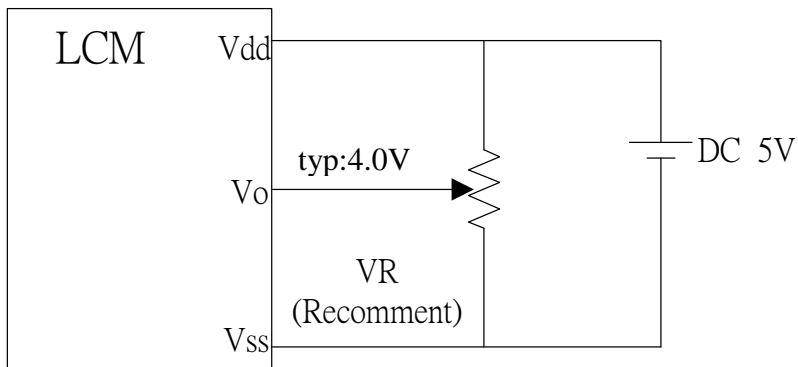 LCM
Vdd
typ:4.0V
DC 5V
Vo
VR
(Recomment)
Vss